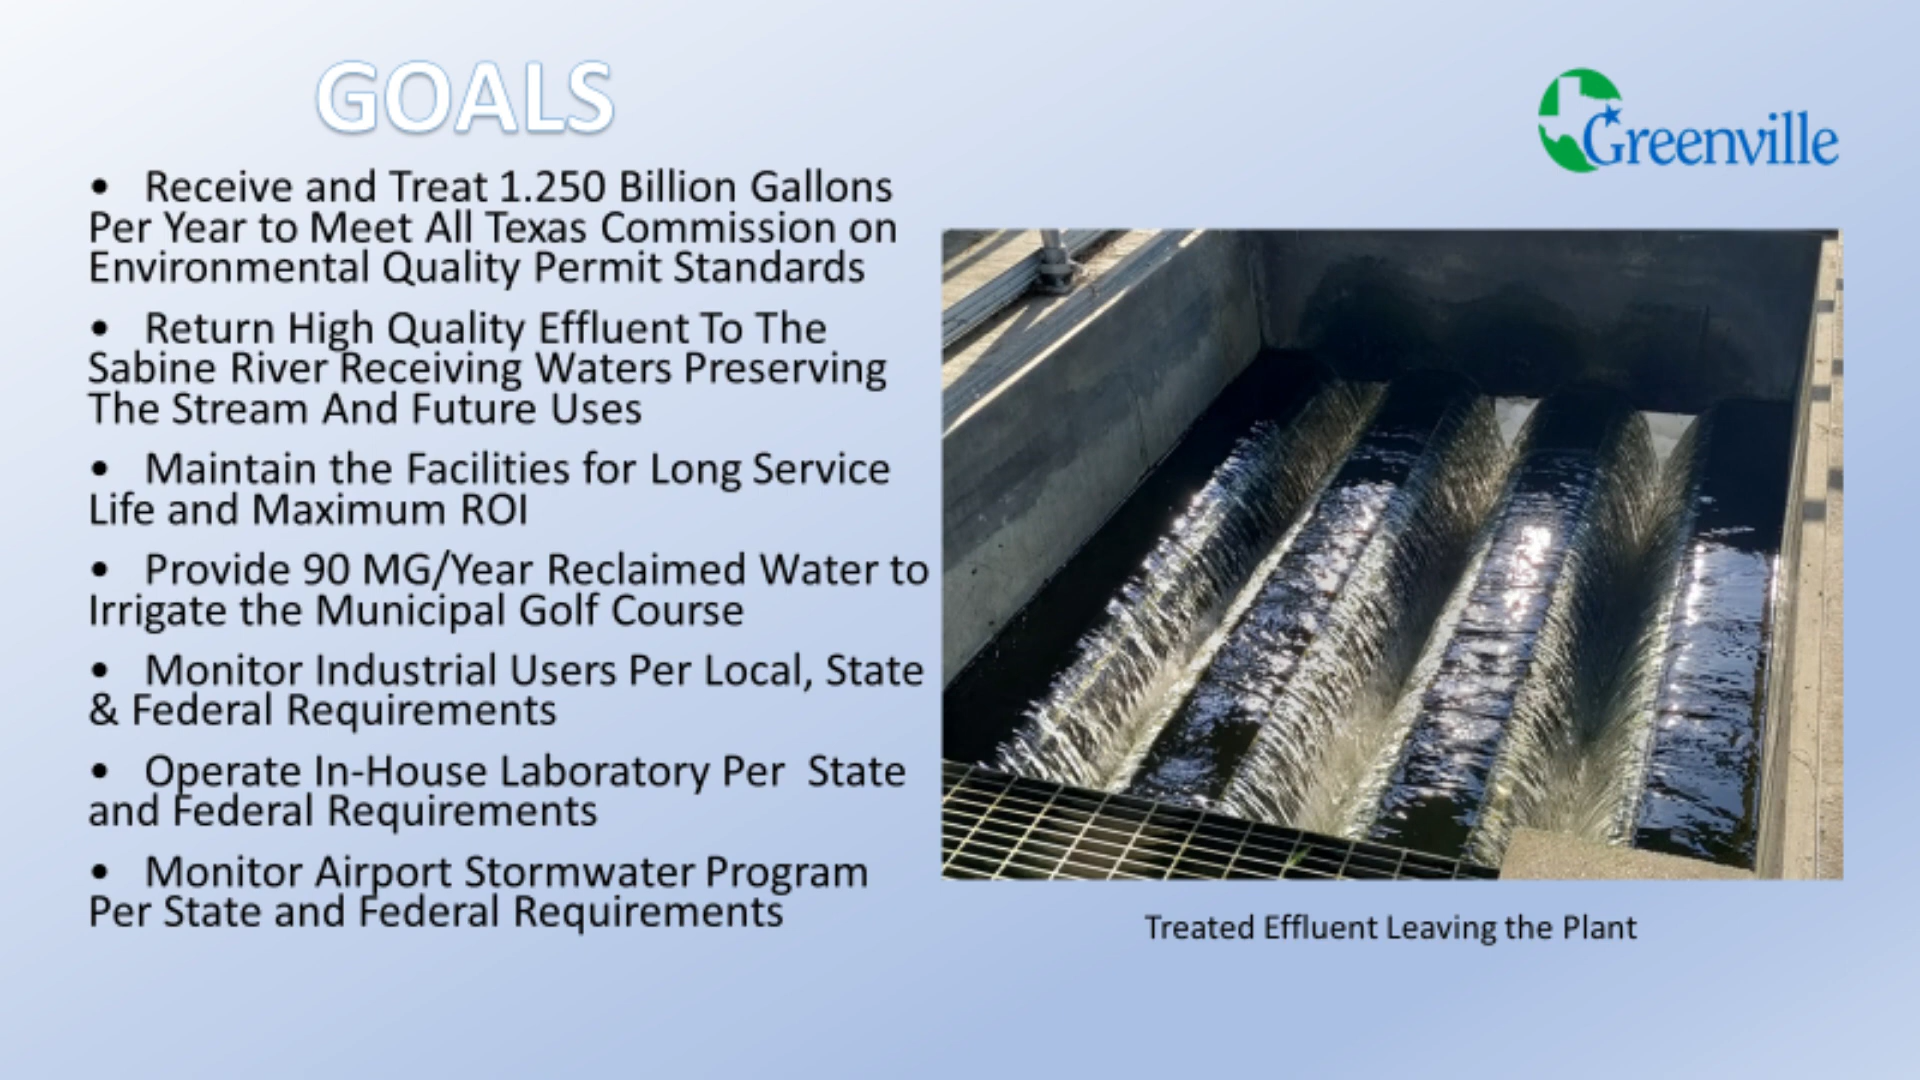 GOALS
Greenville
• Receive and Treat 1.250 Billion Gallons
Per Year to Meet All Texas Commission on
Environmental Quality Permit Standards
• Return High Quality Effluent To The
Sabine River Receiving Waters Preserving
The Stream And Future Uses
• Maintain the Facilities for Long Service
Life and Maximum ROI
• Provide 90 MG/Year Reclaimed Water to
Irrigate the Municipal Golf Course
• Monitor Industrial Users Per Local, State
& Federal Requirements
• Operate In-House Laboratory Per  State
and Federal Requirements
• Monitor Airport Stormwater Program
Per State and Federal Requirements
Treated Effluent Leaving the Plant